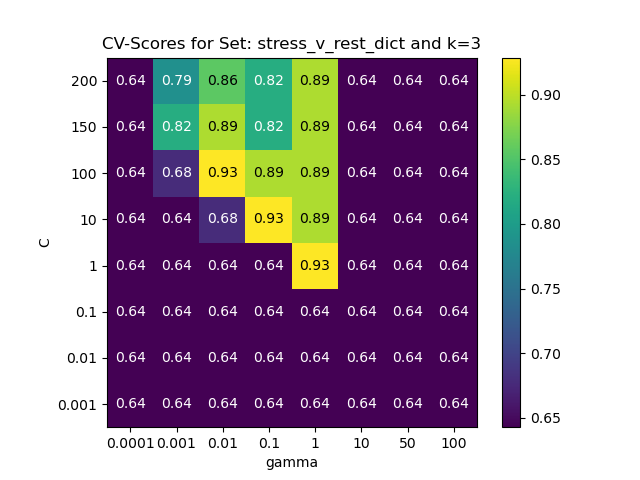 CV-Scores for Set: stress_v_rest_dict and k=3
200 0.64 0.79 0.86 0.82 0.89 0.64 0.64 0.64
150 0.64 0.82 0.89 0.82 0.89 0.64 0.64 0.64
100 0.64 0.68 0.93 0.89 0.89 0.64 0.64 0.64
10 0.64 0.64 0.68 0.93 0.89 0.64 0.64 0.64
1 0.64 0.64 0.64 0.64 0.93 0.64 0.64 0.64
0.1 0.64 0.64 0.64 0.64 0.64 0.64 0.64 0.64
0.01 0.64 0.64 0.64 0.64 0.64 0.64 0.64 0.64
0.001 0.64 0.64 0.64 0.64 0.64 0.64 0.64 0.64
0.0001 0.001 0.01 0.1 1 10 50 100
gamma
C
0.90
0.85
0.80
0.75
0.70
0.65